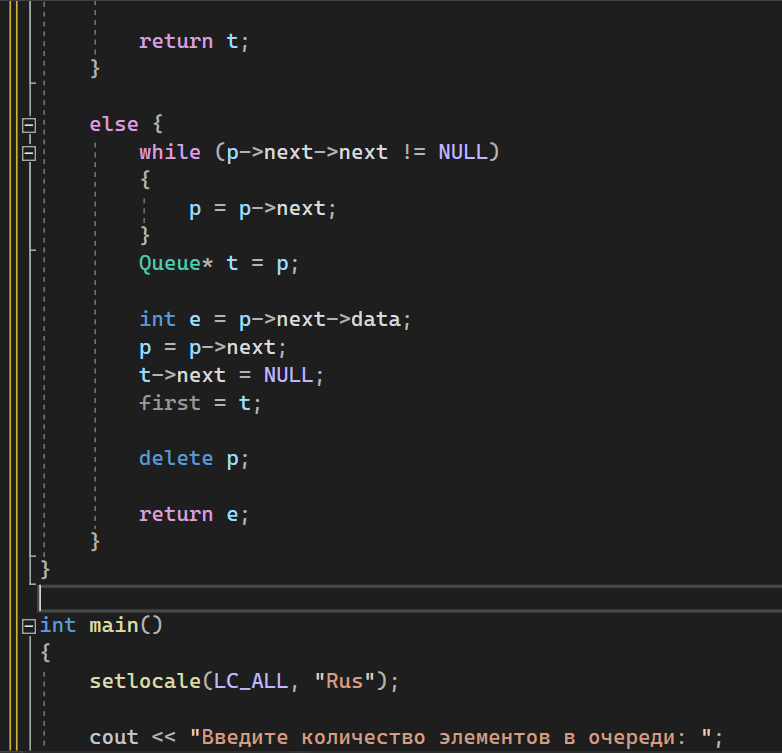 return t;
}
else {
while (p->next->next != NULL)
{
p = p->next;
}
Queue* t = p;
int e = p->next->data;
p = p->next;
t->next = NULL;
first = t;
delete p;
return e;
}
}
int main()
{
setlocale(LC_ALL, "Rus");
cout << "Введите количество элементов в очереди: ";